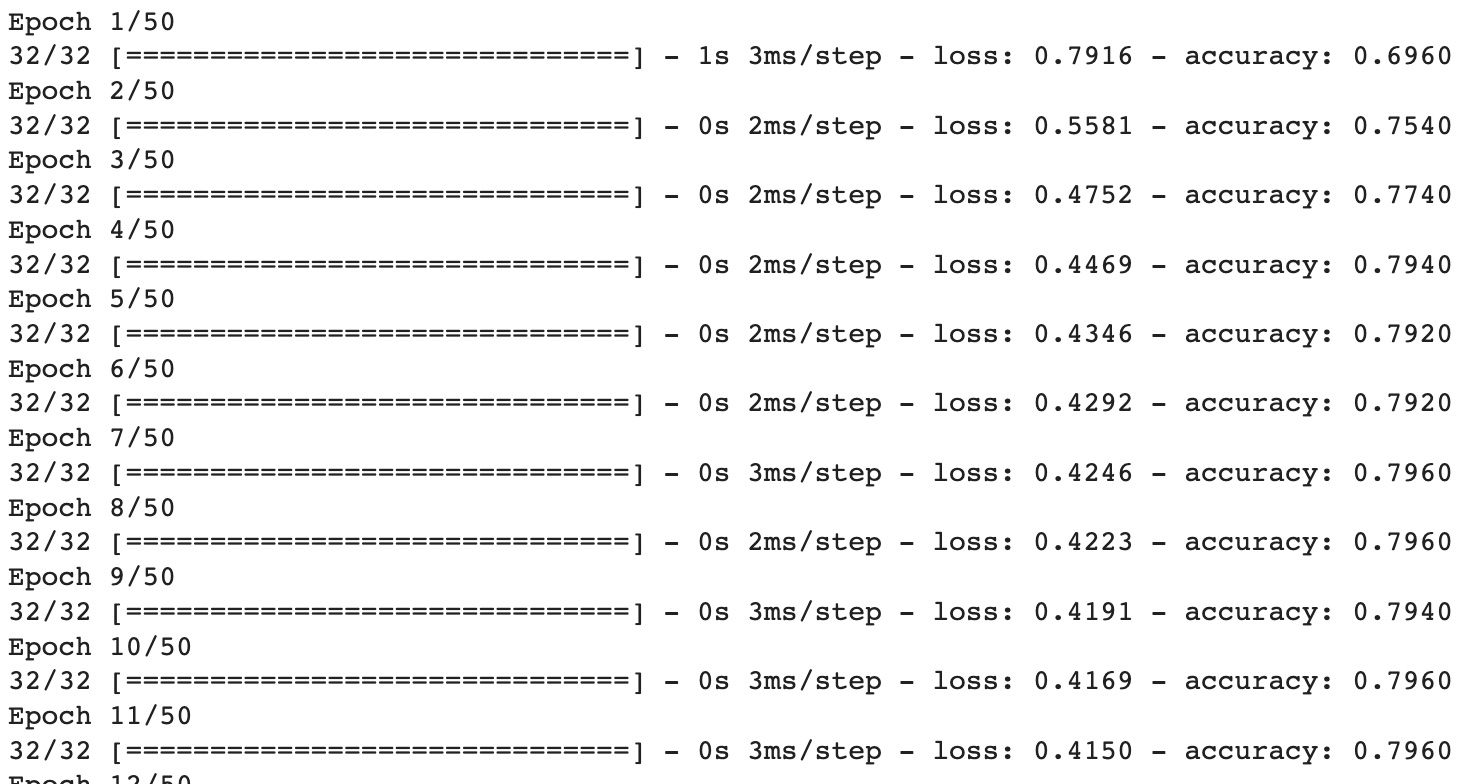 Epoch 1/50
32/32 [==============================] - 1s 3ms/step - loss: 0.7916 - accuracy: 0.6960
Epoch 2/50
32/32 [==============================] - 0s 2ms/step - loss: 0.5581 - accuracy: 0.7540
Epoch 3/50
32/32 [==============================] - 0s 2ms/step - loss: 0.4752 - accuracy: 0.7740
Epoch 4/50
32/32 [==============================] - 0s 2ms/step - loss: 0.4469 - accuracy: 0.7940
Epoch 5/50
32/32 [==============================] - 0s 2ms/step - loss: 0.4346 - accuracy: 0.7920
Epoch 6/50
32/32 [==============================] - 0s 2ms/step - loss: 0.4292 - accuracy: 0.7920
Epoch 7/50
32/32 [==============================] - 0s 3ms/step - loss: 0.4246 - accuracy: 0.7960
Epoch 8/50
32/32 [==============================] - 0s 2ms/step - loss: 0.4223 - accuracy: 0.7960
Epoch 9/50
32/32 [==============================] - 0s 3ms/step - loss: 0.4191 - accuracy: 0.7940
Epoch 10/50
32/32 [==============================] - 0s 3ms/step - loss: 0.4169 - accuracy: 0.7960
Epoch 11/50
32/32 [==============================] - 0s 3ms/step - loss: 0.4150 - accuracy: 0.7960
Epoch 12/50